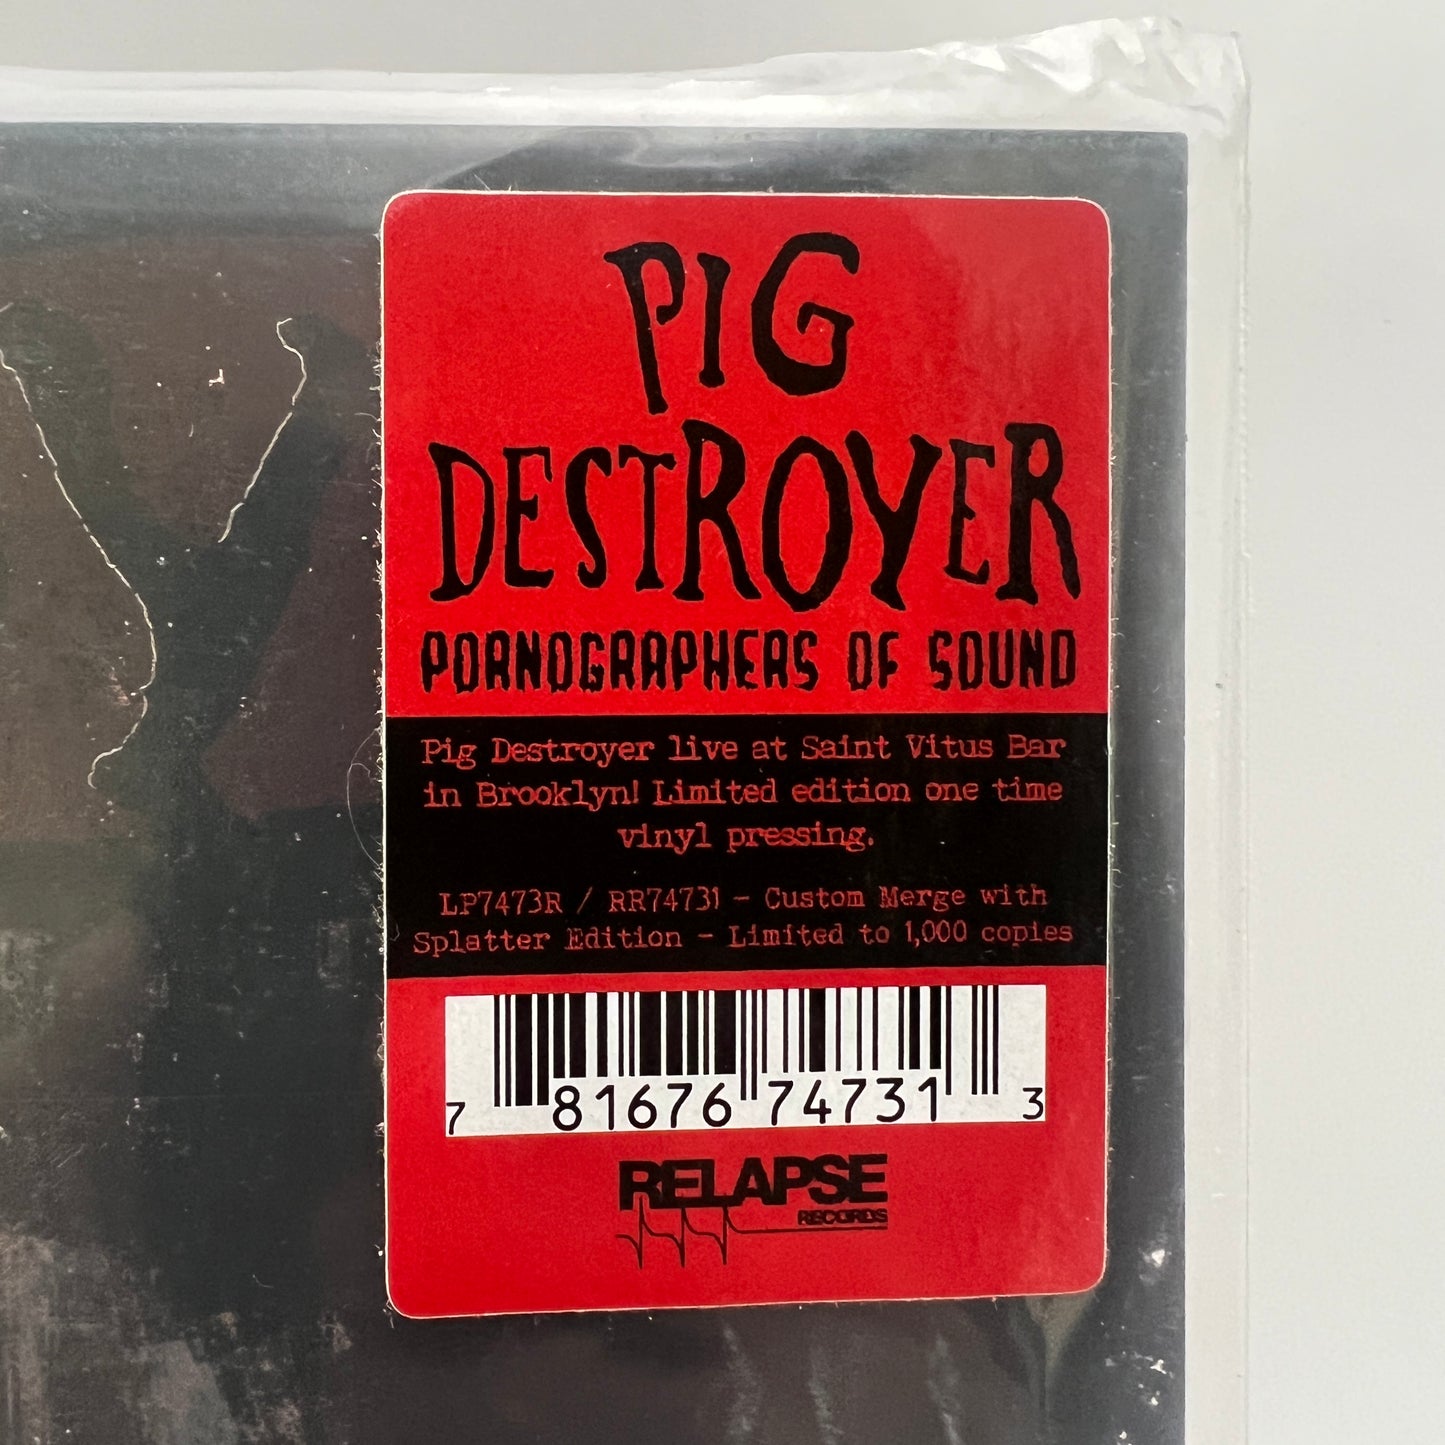 PIG
DESTROYER
PORNOGRAPHERS OF SOUND
Pig Destroyer live at Saint Vitus Bar
in Brooklyn! Limited edition one time
vinyl pressing.
LP7473R / RR74731 – Custom Merge with
Splatter Edition – Limited to 1,000 copies
7 81676 74731 3
RELAPSE
RECORDS